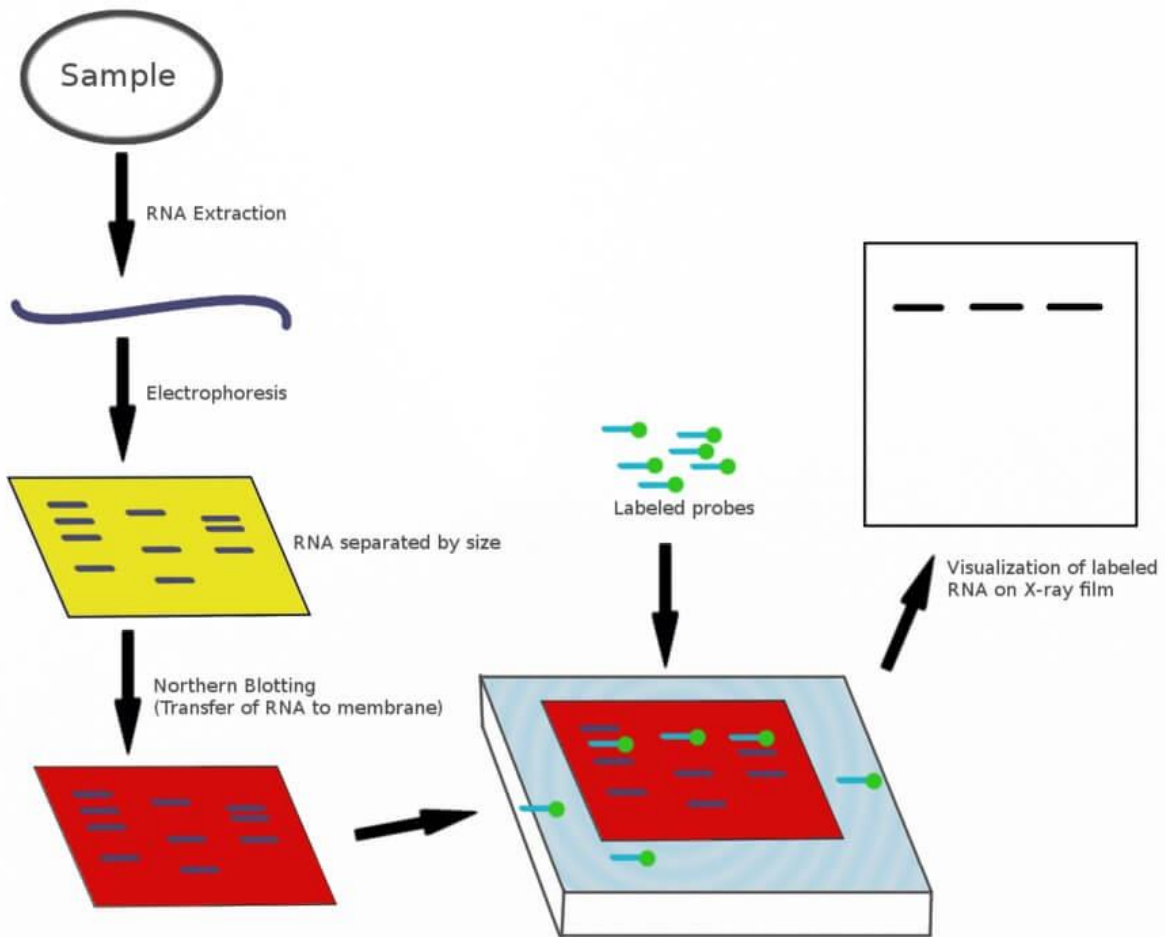 Sample
RNA Extraction
Electrophoresis
RNA separated by size
Northern Blotting
(Transfer of RNA to membrane)
Labeled probes
Visualization of labeled
RNA on X-ray film